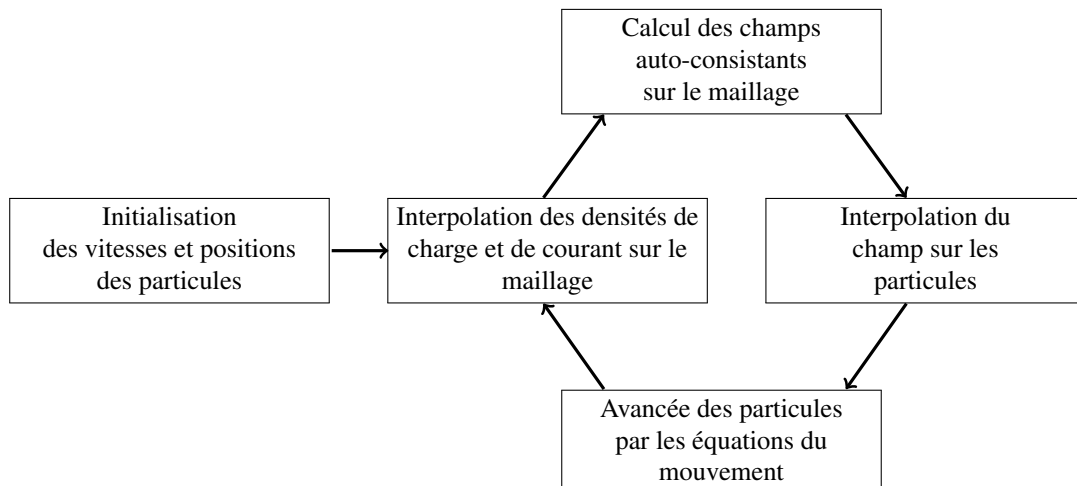 Calcul des champs
auto-consistants
sur le maillage
Initialisation
des vitesses et positions
des particules
Interpolation des densités de
charge et de courant sur le
maillage
Interpolation du
champ sur les
particules
Avancée des particules
par les équations du
mouvement